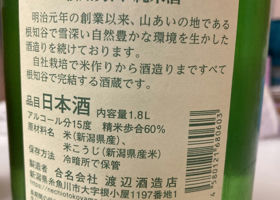 明治元年の創業以来、山あいの地である
根知谷で雪深い自然豊かな環境を生かした
酒造りを続けております。
自社栽培で米作りから酒造りまですべて
根知谷で完結する酒蔵です。
品目 日本酒 内容量1.8L
アルコール分15度 精米歩合60%
原材料名 米(新潟県産)、
米こうじ(新潟県産米)
保存方法 冷暗所で保管
製造者 合名会社 渡辺酒造店
新潟県糸魚川市大字根小屋1197番地1
4580121680603